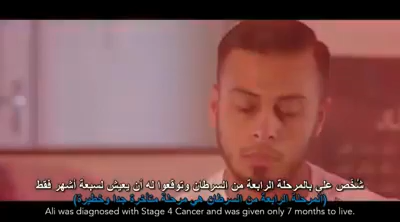 شُخّص علي بالمرحلة الرابعة من السرطان وتوقعوا له أن يعيش لسبعة أشهر فقط
(المرحلة الرابعة من السرطان هي مرحلة متأخرة جدا وخطيرة)
Ali was diagnosed with Stage 4 Cancer and was given only 7 months to live.